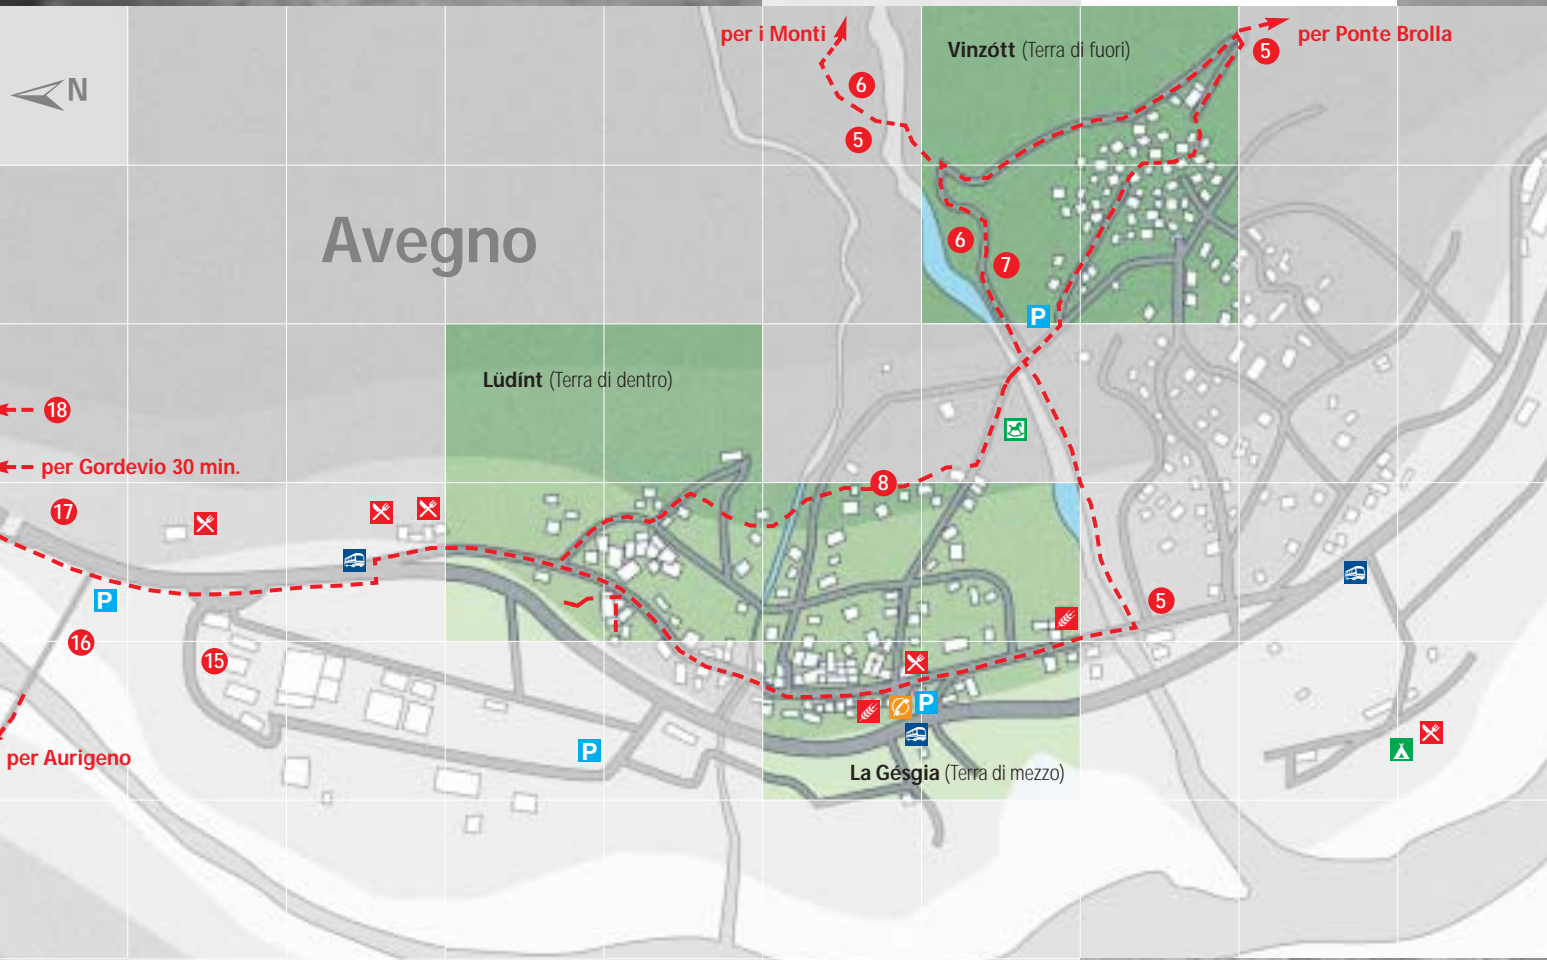 per i Monti
Vinzótt (Terra di fuori)
5
per Ponte Brolla
N
6
5
Avegno
6
7
P
Lüdínt (Terra di dentro)
18
per Gordevio 30 min.
17
8
P
16
15
5
P
P
per Aurigeno
La Gésgia (Terra di mezzo)